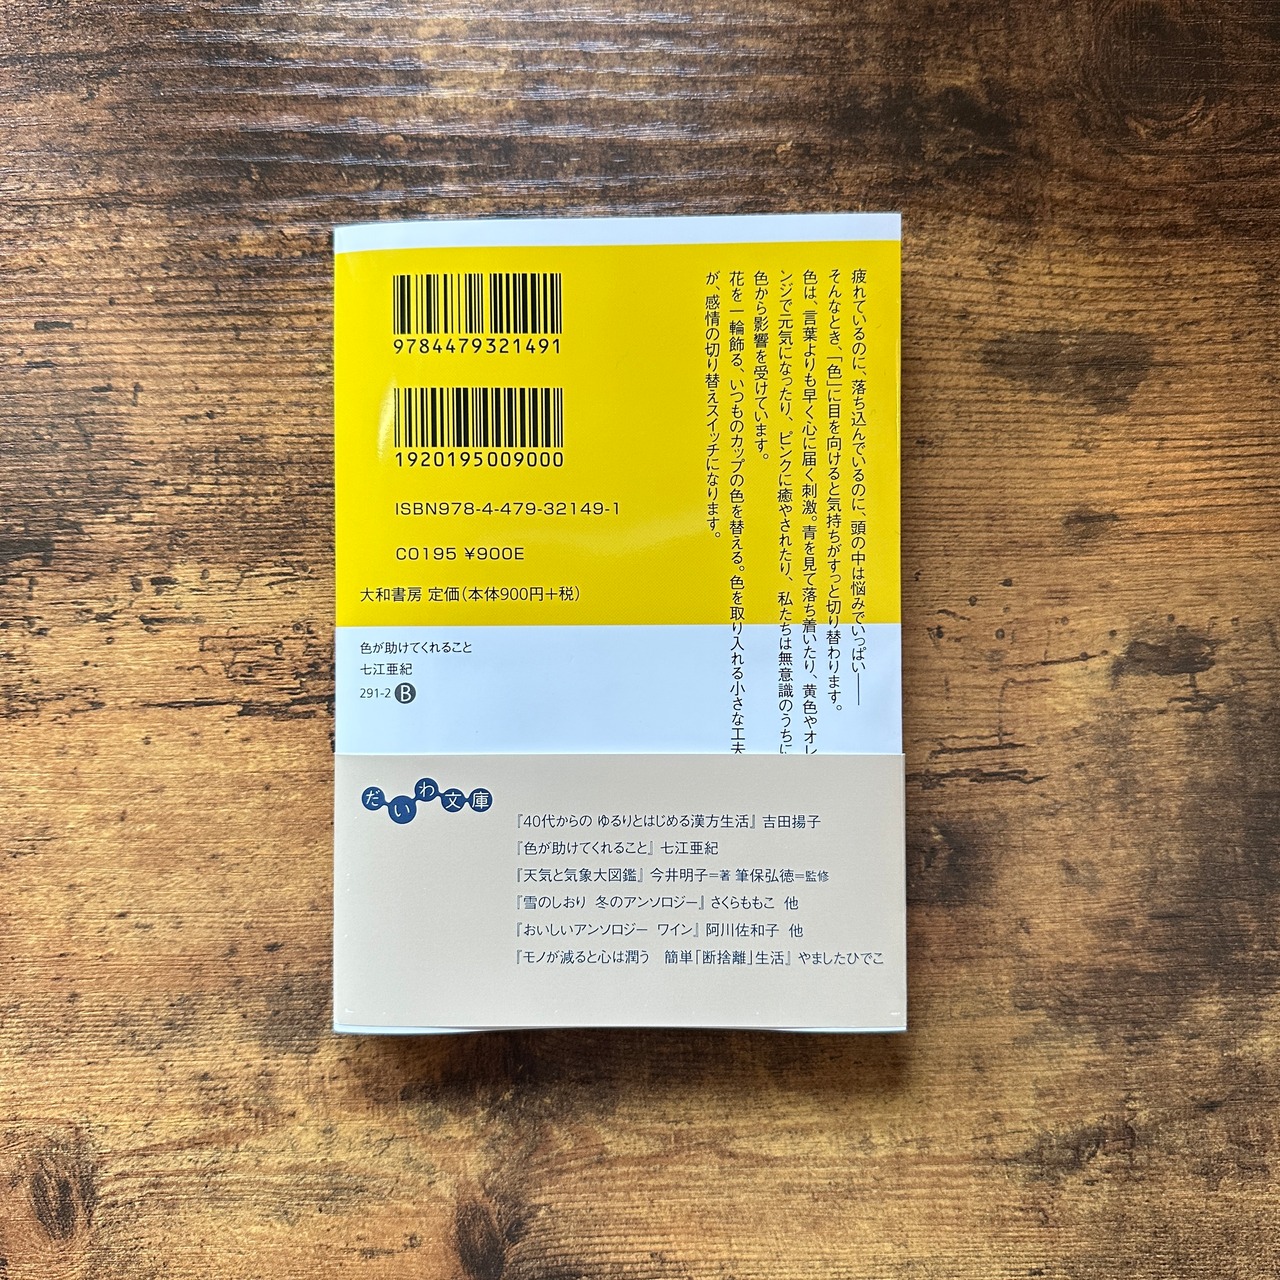 疲れているのに、落ち込んでいるのに、頭の中は悩みでいっぱい――
そんなとき、「色」に目を向けると気持ちがすっと切り替わります。
色は、言葉よりも早く心に届く刺激。青を見て落ち着いたり、黄色やオレ
ンジで元気になったり、ピンクに癒やされたり、私たちは無意識のうちに
色から影響を受けています。
花を一輪飾る、いつものカップの色を替える。色を取り入れる小さな工夫
が、感情の切り替えスイッチになります。
9784479321491
1920195009000
ISBN978-4-479-32149-1
C0195 ¥900E
大和書房 定価(本体900円+税)
色が助けてくれること
七江亜紀
291-2 B
だいわ文庫
『40代からの ゆるりとはじめる漢方生活』 吉田揚子
『色が助けてくれること』 七江亜紀
『天気と気象大図鑑』 今井明子=著 筆保弘徳=監修
『雪のしおり 冬のアンソロジー』 さくらももこ 他
『おいしいアンソロジー ワイン』 阿川佐和子 他
『モノが減ると心は潤う 簡単「断捨離」生活』 やましたひでこ